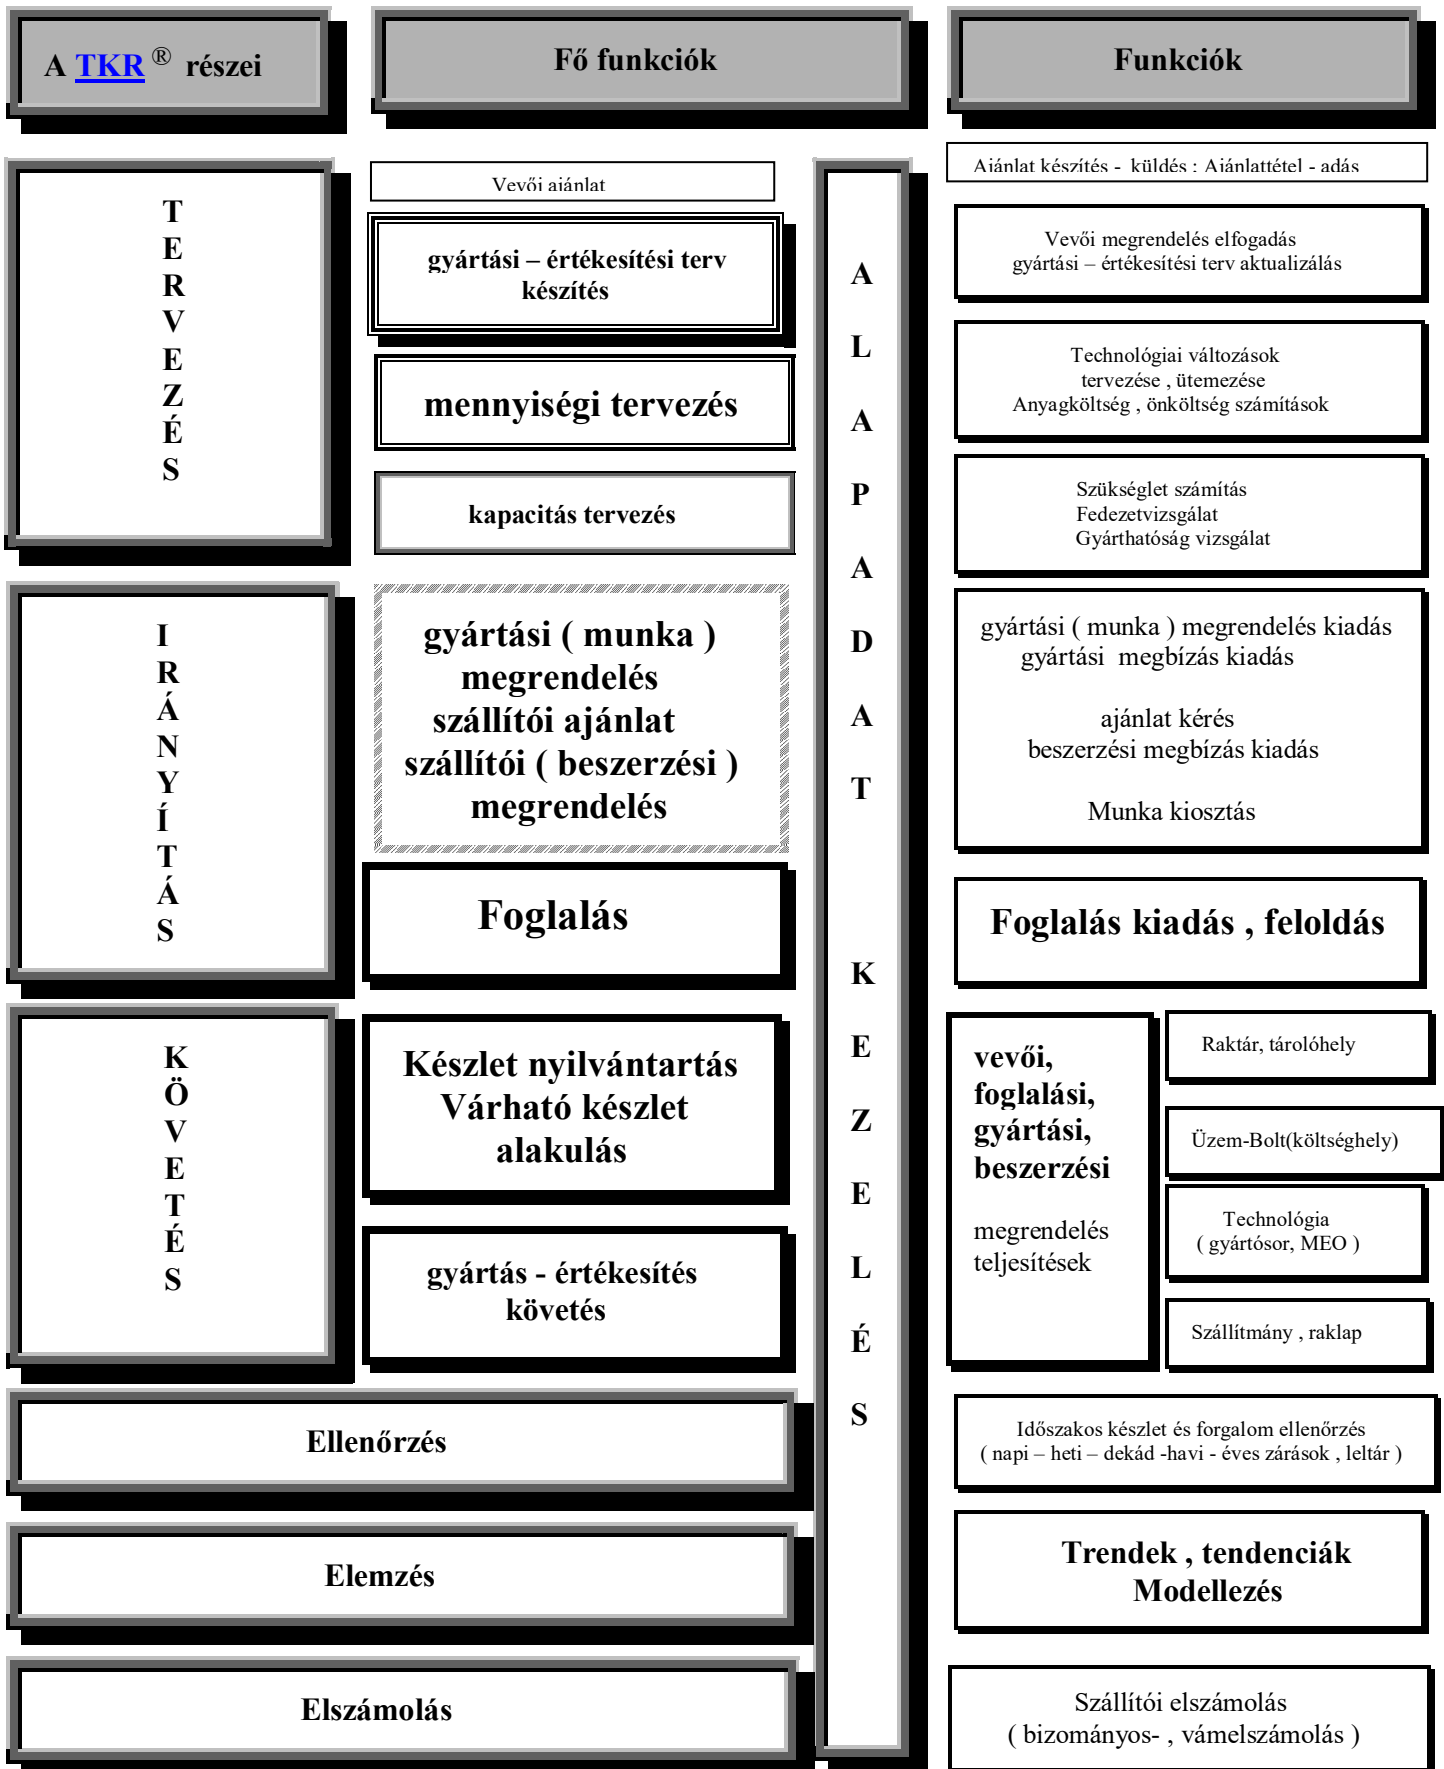 A TKR ® részei
Fő funkciók
Funkciók
TERVEZÉS
Vevői ajánlat
gyártási – értékesítési terv
készítés
mennyiségi tervezés
kapacitás tervezés
IRÁNYÍTÁS
gyártási ( munka )
megrendelés
szállítói ajánlat
szállítói ( beszerzési )
megrendelés
Foglalás
KÖVETÉS
Készlet nyilvántartás
Várható készlet
alakulás
gyártás - értékesítés
követés
Ellenőrzés
Elemzés
Elszámolás
ALAPADAT KEZELÉS
Ajánlat készítés - küldés : Ajánlattétel - adás
Vevői megrendelés elfogadás
gyártási – értékesítési terv aktualizálás
Technológiai változások
tervezése , ütemezése
Anyagköltség , önköltség számítások
Szükséglet számítás
Fedezetvizsgálat
Gyárthatóság vizsgálat
gyártási ( munka ) megrendelés kiadás
gyártási megbízás kiadás
ajánlat kérés
beszerzési megbízás kiadás
Munka kiosztás
Foglalás kiadás , feloldás
vevői,
foglalási,
gyártási,
beszerzési
megrendelés
teljesítések
Raktár, tárolóhely
Üzem-Bolt(költséghely)
Technológia
( gyártósor, MEO )
Szállítmány , raklap
Időszakos készlet és forgalom ellenőrzés
( napi – heti – dekád -havi - éves zárások , leltár )
Trendek , tendenciák
Modellezés
Szállítói elszámolás
( bizományos- , vámelszámolás )